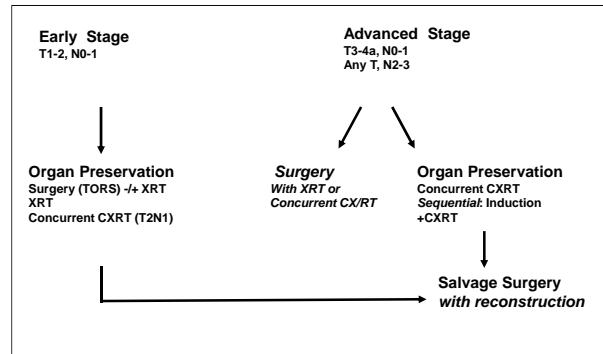 Early Stage
T1-2, N0-1
Advanced Stage
T3-4a, N0-1
Any T, N2-3
Organ Preservation
Surgery (TORS) -/+ XRT
XRT
Concurrent CXRT (T2N1)
Surgery
With XRT or
Concurrent CX/RT
Organ Preservation
Concurrent CXRT
Sequential: Induction
+CXRT
Salvage Surgery
with reconstruction